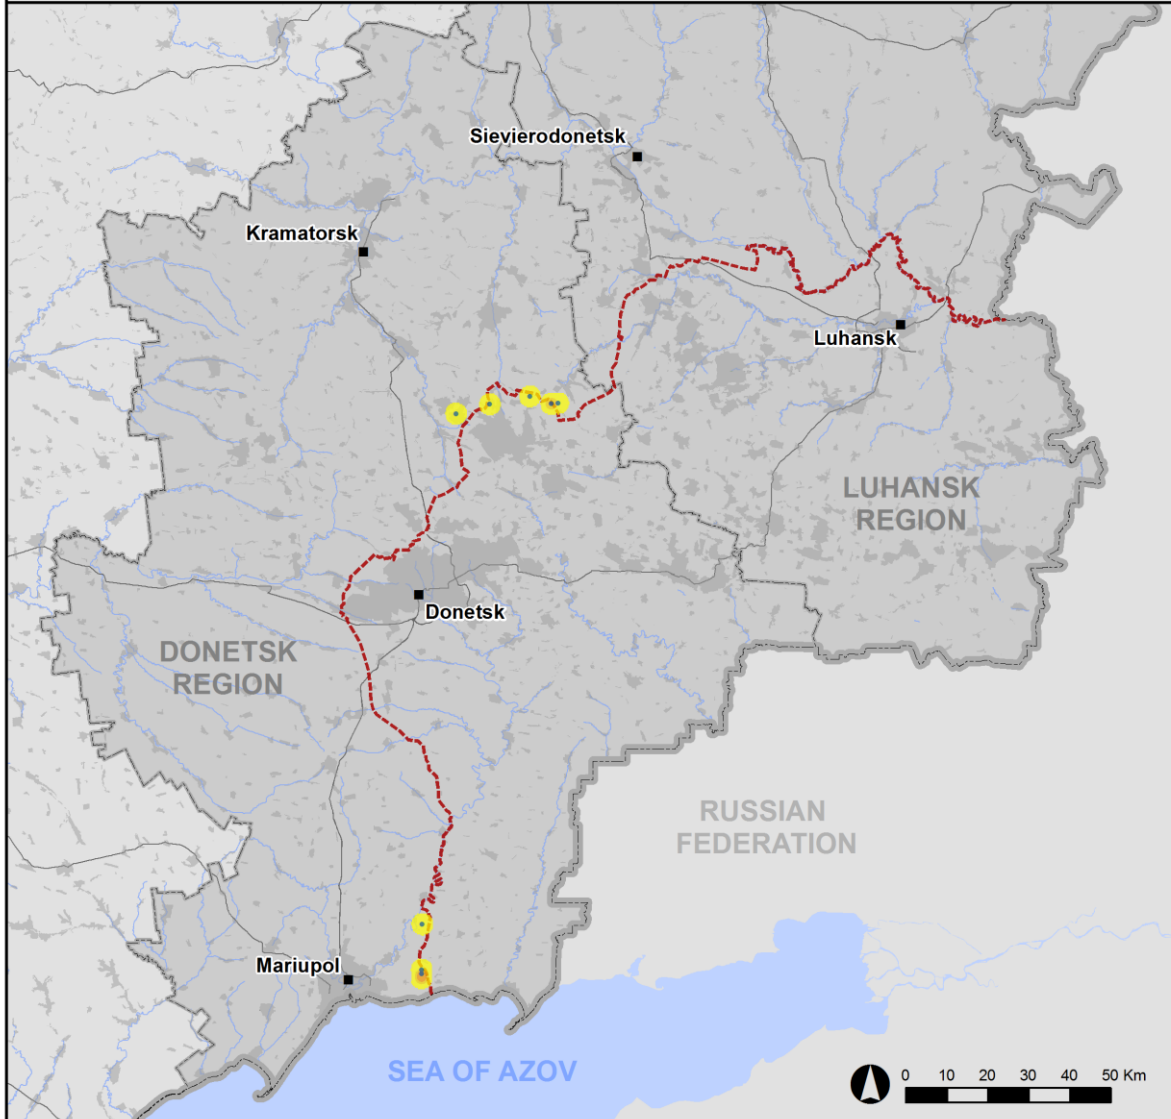 Sievierodonetsk
Kramatorsk
Luhansk
LUHANSK
REGION
Donetsk
DONETSK
REGION
RUSSIAN
FEDERATION
Mariupol
SEA OF AZOV
0 10 20 30 40 50 Km